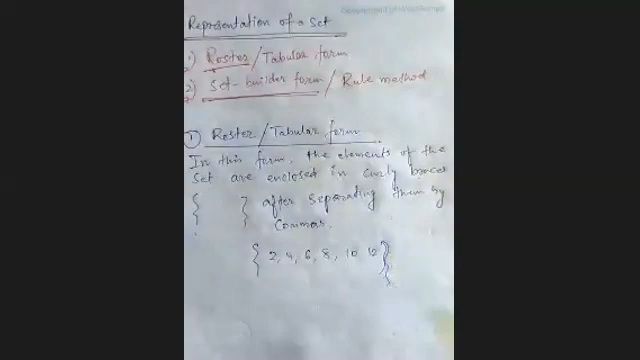 Representation of a Set
1) Roster/Tabular form
2) Set-builder form/Rule method
① Roster/Tabular form
In this form, the elements of the
set are enclosed in curly braces
{ } after separating them by
Commas.
{ 2, 4, 6, 8, 10 12}